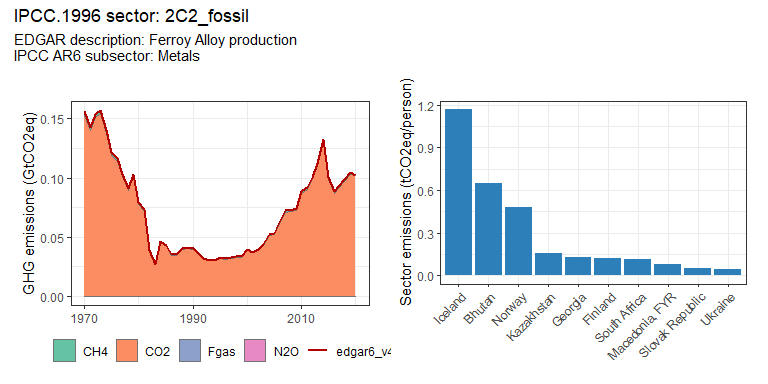 IPCC.1996 sector: 2C2_fossil
EDGAR description: Ferroy Alloy production
IPCC AR6 subsector: Metals
GHG emissions (GtCO2eq)
0.15
0.10
0.05
0.00
1970
1990
2010
CH4
CO2
Fgas
N2O
edgar6_v4
Sector emissions (tCO2eq/person)
1.2
0.9
0.6
0.3
0.0
Iceland
Bhutan
Norway
Kazakhstan
Georgia
Finland
South Africa
Macedonia, FYR
Slovak Republic
Ukraine